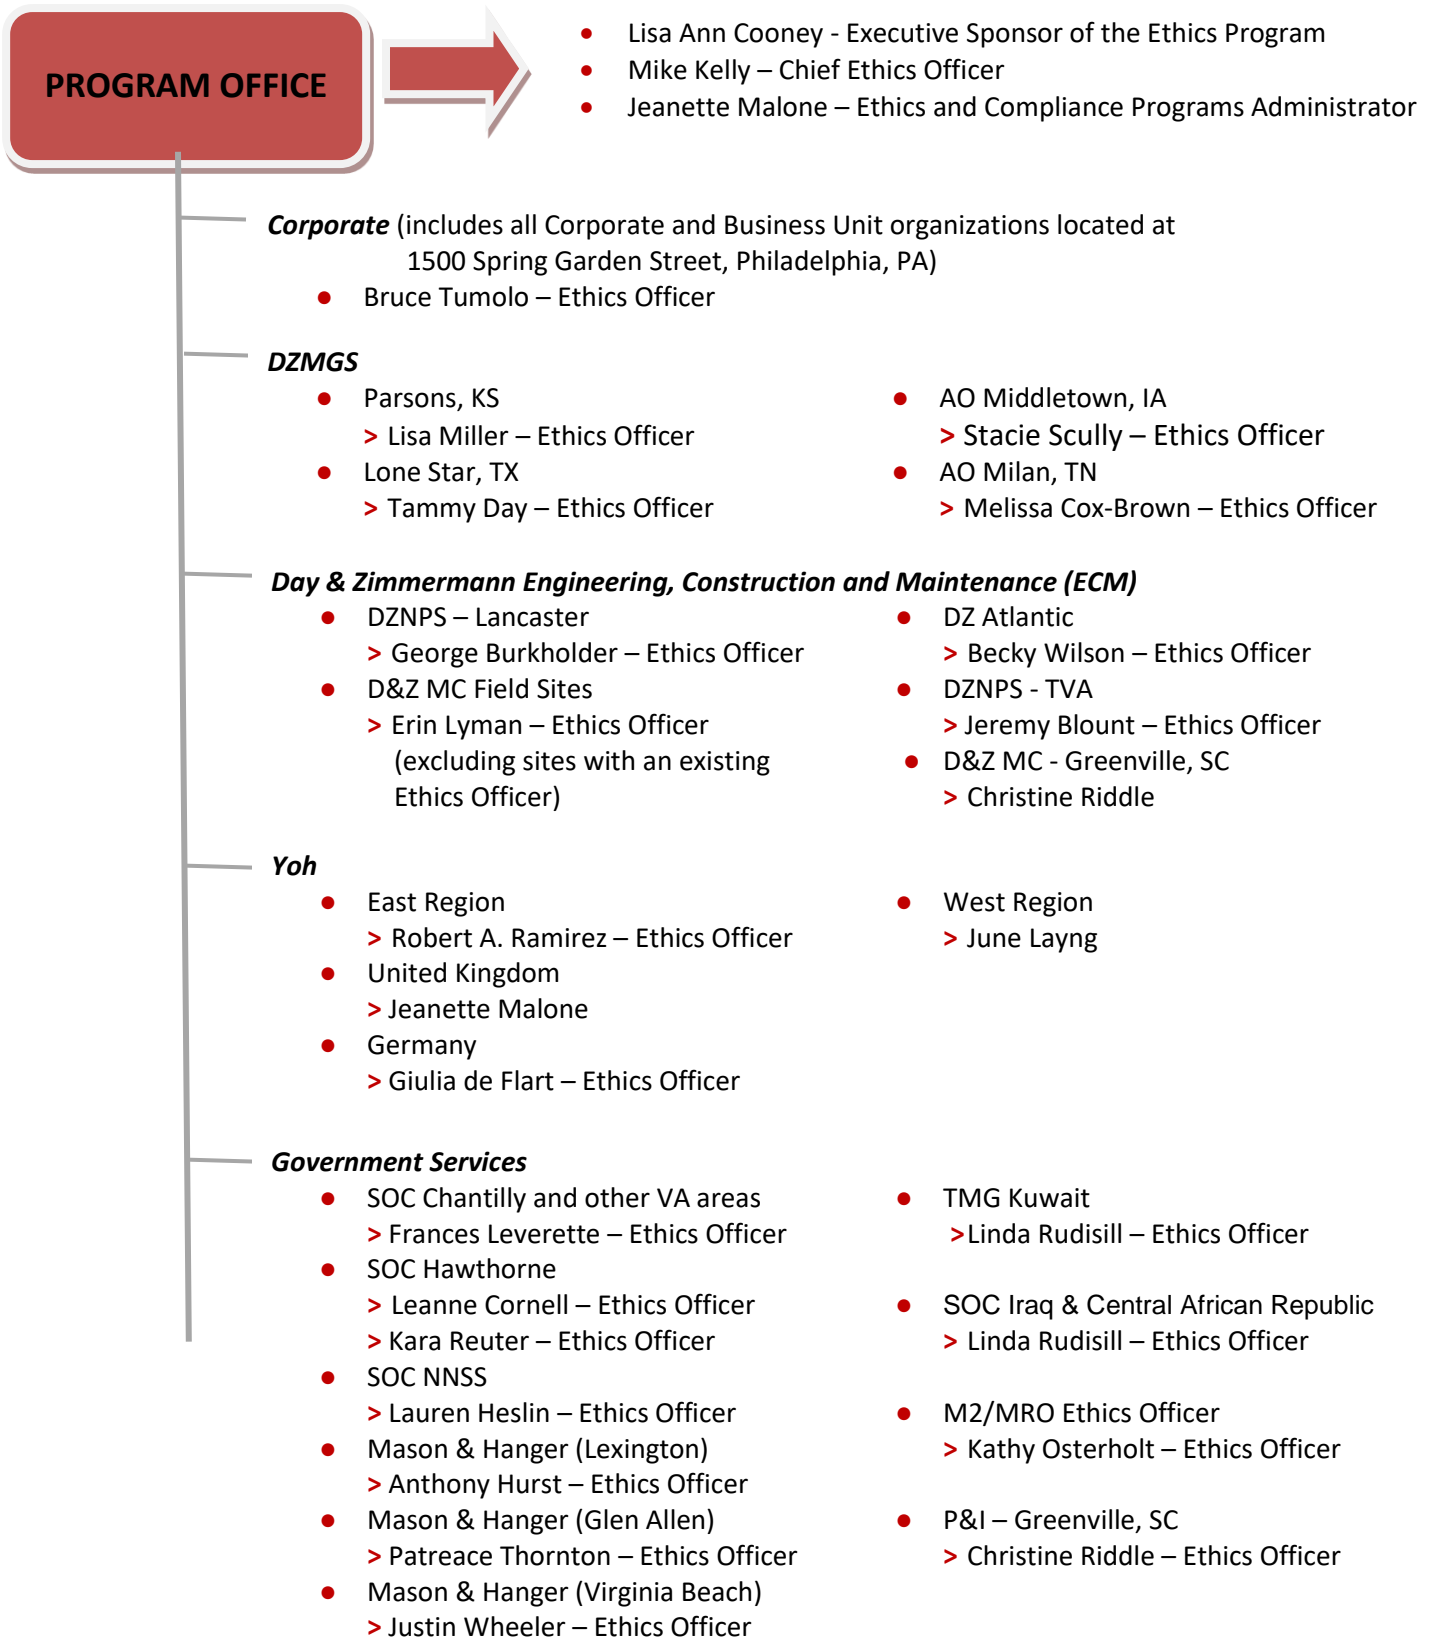 PROGRAM OFFICE
● Lisa Ann Cooney - Executive Sponsor of the Ethics Program
● Mike Kelly – Chief Ethics Officer
● Jeanette Malone – Ethics and Compliance Programs Administrator
Corporate (includes all Corporate and Business Unit organizations located at
1500 Spring Garden Street, Philadelphia, PA)
● Bruce Tumolo – Ethics Officer
DZMGS
● Parsons, KS
> Lisa Miller – Ethics Officer
● Lone Star, TX
> Tammy Day – Ethics Officer
● AO Middletown, IA
> Stacie Scully – Ethics Officer
● AO Milan, TN
> Melissa Cox-Brown – Ethics Officer
Day & Zimmermann Engineering, Construction and Maintenance (ECM)
● DZNPS – Lancaster
> George Burkholder – Ethics Officer
● D&Z MC Field Sites
> Erin Lyman – Ethics Officer
(excluding sites with an existing
Ethics Officer)
● DZ Atlantic
> Becky Wilson – Ethics Officer
● DZNPS - TVA
> Jeremy Blount – Ethics Officer
● D&Z MC - Greenville, SC
> Christine Riddle
Yoh
● East Region
> Robert A. Ramirez – Ethics Officer
● United Kingdom
> Jeanette Malone
● Germany
> Giulia de Flart – Ethics Officer
● West Region
> June Layng
Government Services
● SOC Chantilly and other VA areas
> Frances Leverette – Ethics Officer
● SOC Hawthorne
> Leanne Cornell – Ethics Officer
> Kara Reuter – Ethics Officer
● SOC NNSS
> Lauren Heslin – Ethics Officer
● Mason & Hanger (Lexington)
> Anthony Hurst – Ethics Officer
● Mason & Hanger (Glen Allen)
> Patreace Thornton – Ethics Officer
● Mason & Hanger (Virginia Beach)
> Justin Wheeler – Ethics Officer
● TMG Kuwait
>Linda Rudisill – Ethics Officer
● SOC Iraq & Central African Republic
> Linda Rudisill – Ethics Officer
● M2/MRO Ethics Officer
> Kathy Osterholt – Ethics Officer
● P&I – Greenville, SC
> Christine Riddle – Ethics Officer